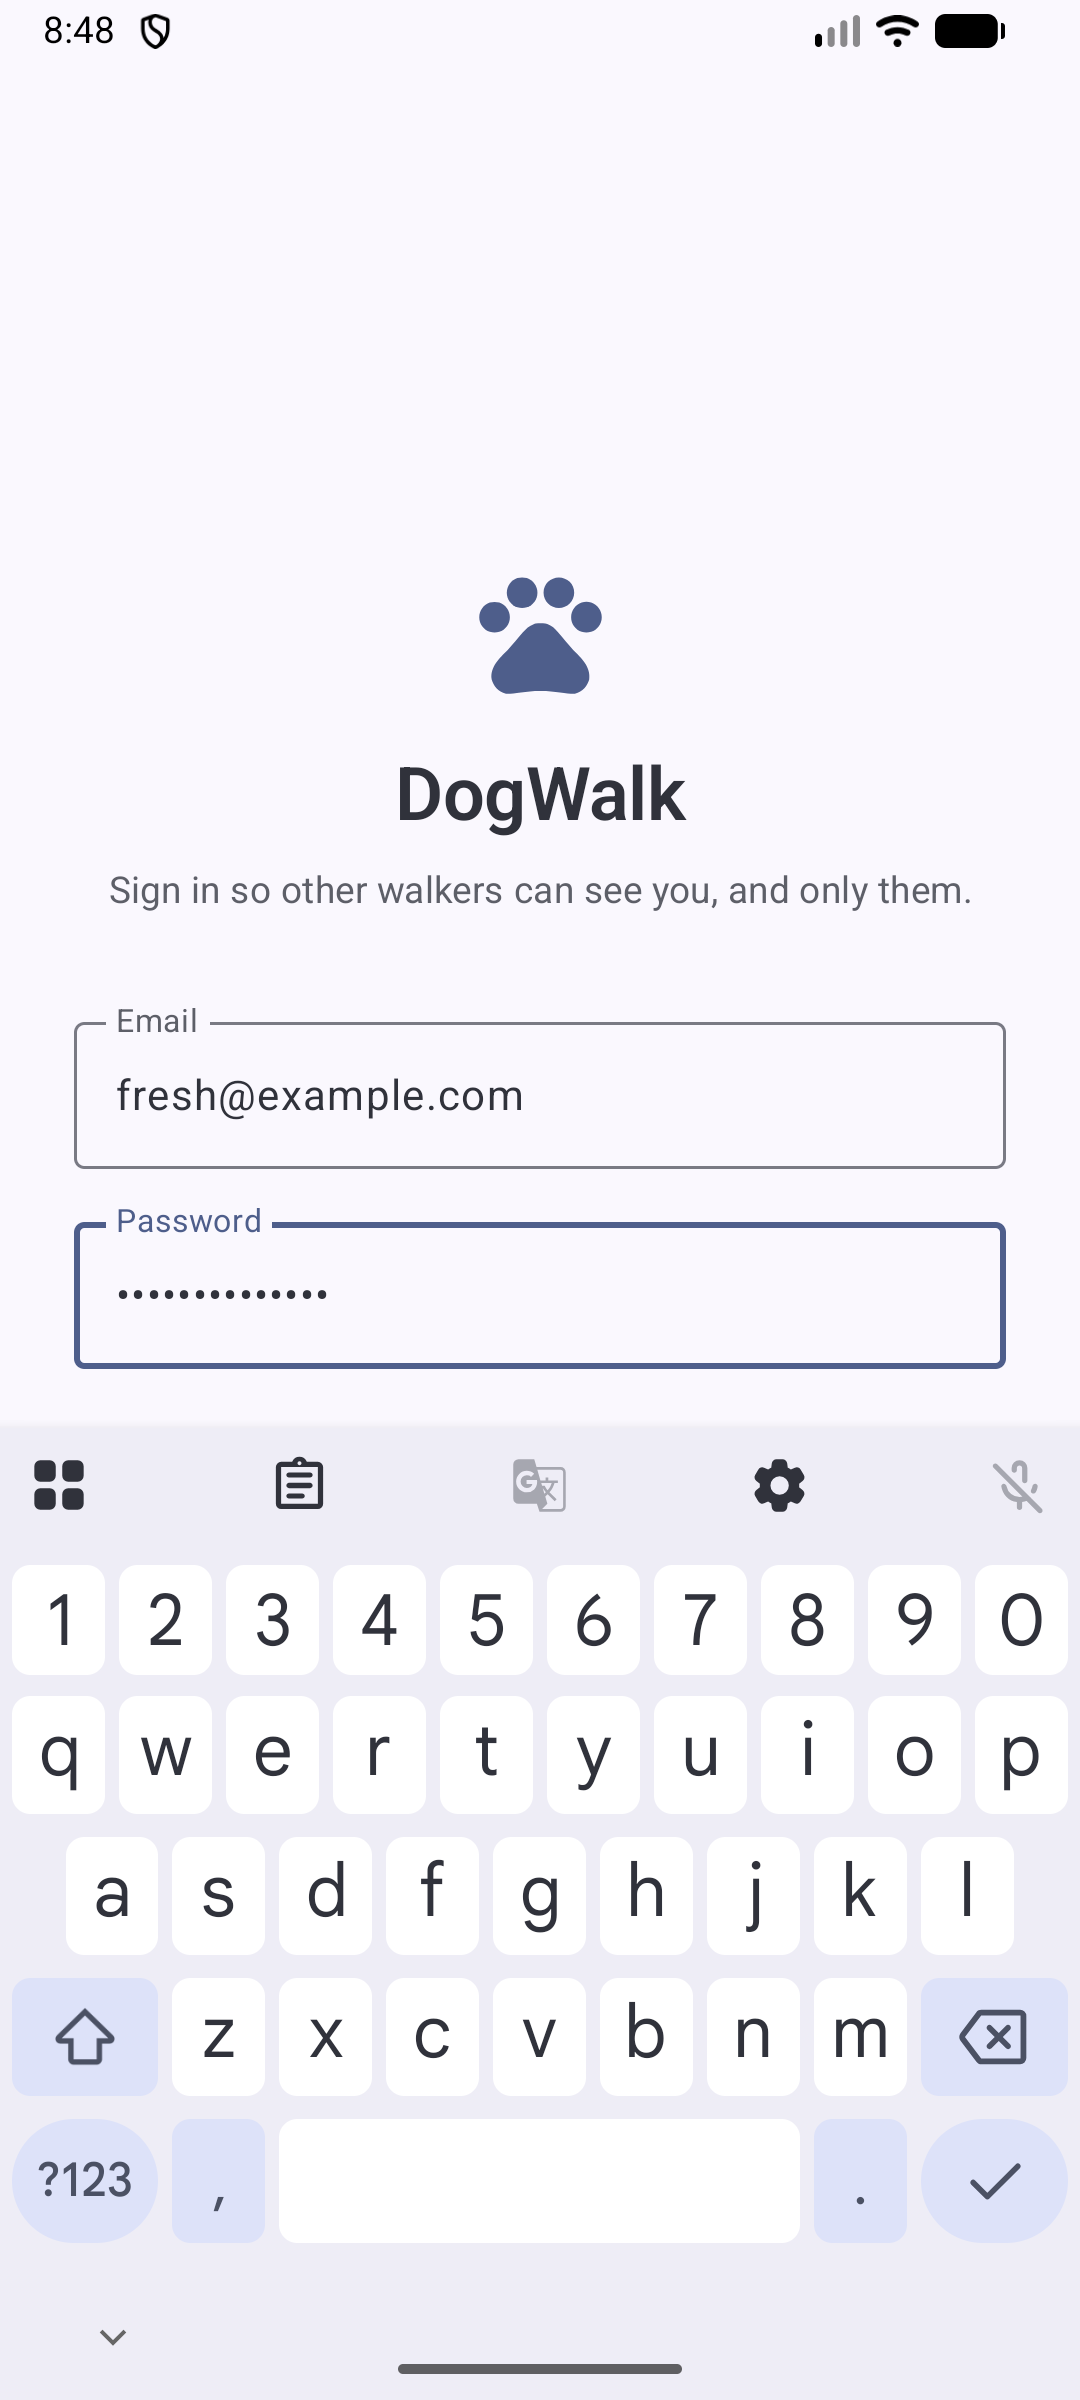 8:48
DogWalk
Sign in so other walkers can see you, and only them.
Email
fresh@example.com
Password
••••••••••••••
1 2 3 4 5 6 7 8 9 0
q w e r t y u i o p
a s d f g h j k l
z x c v b n m
?123 , .